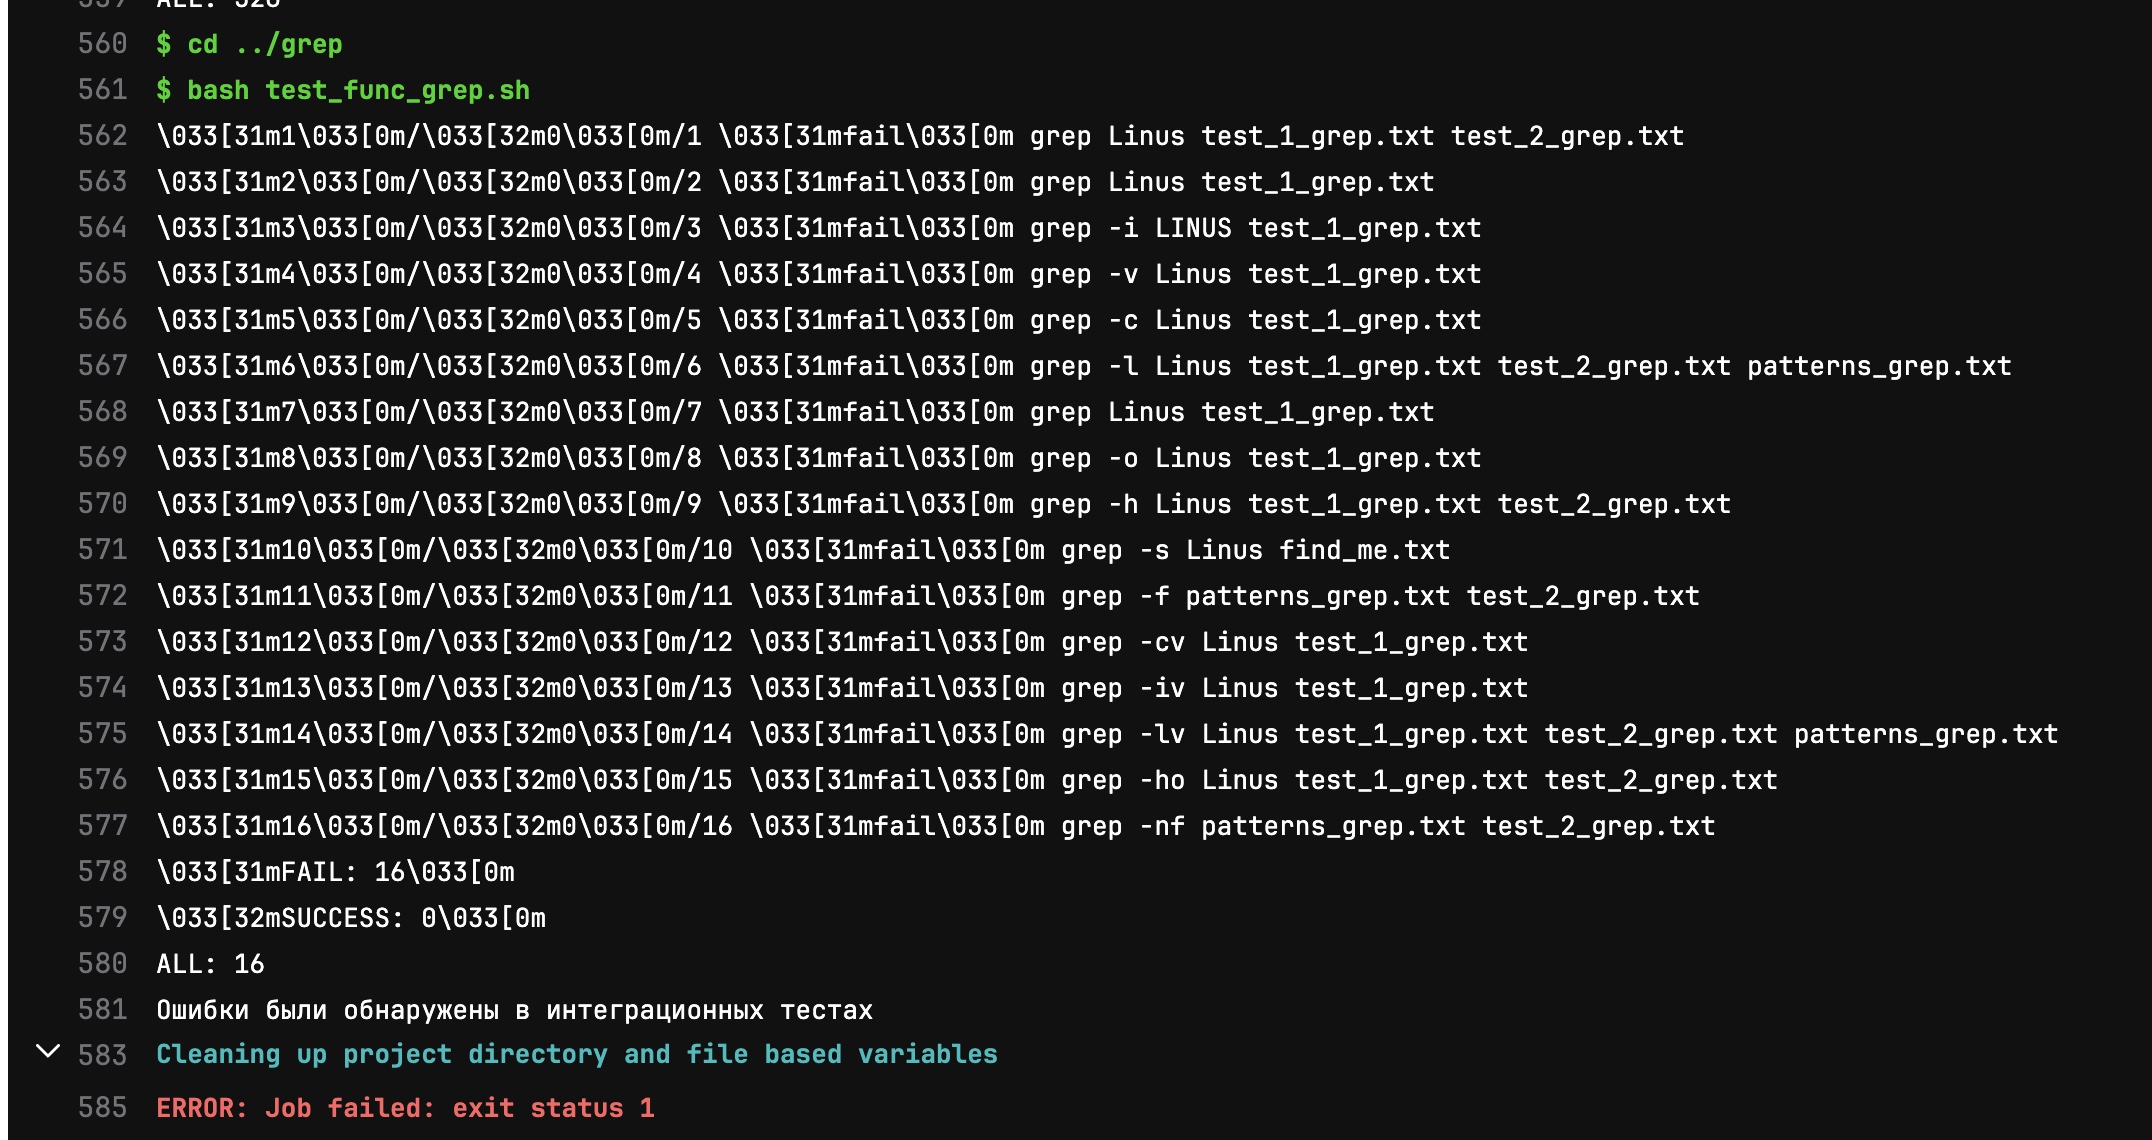 559 ALL: 328
560 $ cd ../grep
561 $ bash test_func_grep.sh
562 \033[31m1\033[0m/\033[32m0\033[0m/1 \033[31mfail\033[0m grep Linus test_1_grep.txt test_2_grep.txt
563 \033[31m2\033[0m/\033[32m0\033[0m/2 \033[31mfail\033[0m grep Linus test_1_grep.txt
564 \033[31m3\033[0m/\033[32m0\033[0m/3 \033[31mfail\033[0m grep -i LINUS test_1_grep.txt
565 \033[31m4\033[0m/\033[32m0\033[0m/4 \033[31mfail\033[0m grep -v Linus test_1_grep.txt
566 \033[31m5\033[0m/\033[32m0\033[0m/5 \033[31mfail\033[0m grep -c Linus test_1_grep.txt
567 \033[31m6\033[0m/\033[32m0\033[0m/6 \033[31mfail\033[0m grep -l Linus test_1_grep.txt test_2_grep.txt patterns_grep.txt
568 \033[31m7\033[0m/\033[32m0\033[0m/7 \033[31mfail\033[0m grep Linus test_1_grep.txt
569 \033[31m8\033[0m/\033[32m0\033[0m/8 \033[31mfail\033[0m grep -o Linus test_1_grep.txt
570 \033[31m9\033[0m/\033[32m0\033[0m/9 \033[31mfail\033[0m grep -h Linus test_1_grep.txt test_2_grep.txt
571 \033[31m10\033[0m/\033[32m0\033[0m/10 \033[31mfail\033[0m grep -s Linus find_me.txt
572 \033[31m11\033[0m/\033[32m0\033[0m/11 \033[31mfail\033[0m grep -f patterns_grep.txt test_2_grep.txt
573 \033[31m12\033[0m/\033[32m0\033[0m/12 \033[31mfail\033[0m grep -cv Linus test_1_grep.txt
574 \033[31m13\033[0m/\033[32m0\033[0m/13 \033[31mfail\033[0m grep -iv Linus test_1_grep.txt
575 \033[31m14\033[0m/\033[32m0\033[0m/14 \033[31mfail\033[0m grep -lv Linus test_1_grep.txt test_2_grep.txt patterns_grep.txt
576 \033[31m15\033[0m/\033[32m0\033[0m/15 \033[31mfail\033[0m grep -ho Linus test_1_grep.txt test_2_grep.txt
577 \033[31m16\033[0m/\033[32m0\033[0m/16 \033[31mfail\033[0m grep -nf patterns_grep.txt test_2_grep.txt
578 \033[31mFAIL: 16\033[0m
579 \033[32mSUCCESS: 0\033[0m
580 ALL: 16
581 Ошибки были обнаружены в интеграционных тестах
583 Cleaning up project directory and file based variables
585 ERROR: Job failed: exit status 1